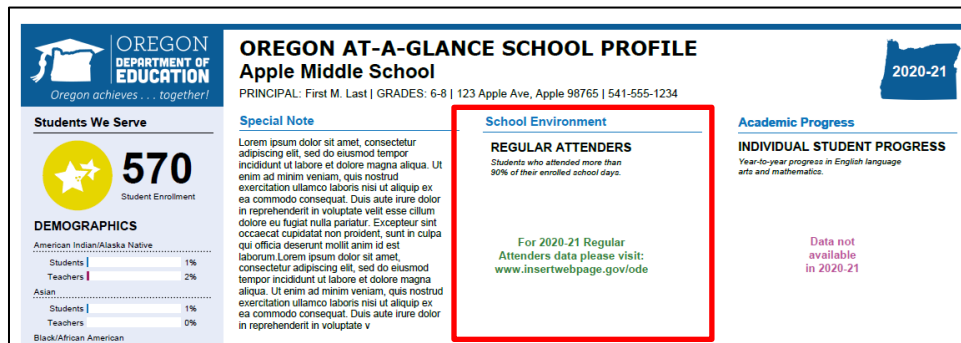 OREGON
DEPARTMENT OF
EDUCATION
Oregon achieves . . . together!
OREGON AT-A-GLANCE SCHOOL PROFILE
Apple Middle School
PRINCIPAL: First M. Last | GRADES: 6-8 | 123 Apple Ave, Apple 98765 | 541-555-1234
2020-21
Students We Serve
570
Student Enrollment
DEMOGRAPHICS
American Indian/Alaska Native
Students 1%
Teachers 2%
Asian
Students 1%
Teachers 0%
Black/African American
Special Note
Lorem ipsum dolor sit amet, consectetur
adipiscing elit, sed do eiusmod tempor
incididunt ut labore et dolore magna aliqua. Ut
enim ad minim veniam, quis nostrud
exercitation ullamco laboris nisi ut aliquip ex
ea commodo consequat. Duis aute irure dolor
in reprehenderit in voluptate velit esse cillum
dolore eu fugiat nulla pariatur. Excepteur sint
occaecat cupidatat non proident, sunt in culpa
qui officia deserunt mollit anim id est
laborum.Lorem ipsum dolor sit amet,
consectetur adipiscing elit, sed do eiusmod
tempor incididunt ut labore et dolore magna
aliqua. Ut enim ad minim veniam, quis nostrud
exercitation ullamco laboris nisi ut aliquip ex
ea commodo consequat. Duis aute irure dolor
in reprehenderit in voluptate v
School Environment
REGULAR ATTENDERS
Students who attended more than
90% of their enrolled school days.
For 2020-21 Regular
Attenders data please visit:
www.insertwebpage.gov/ode
Academic Progress
INDIVIDUAL STUDENT PROGRESS
Year-to-year progress in English language
arts and mathematics.
Data not
available
in 2020-21